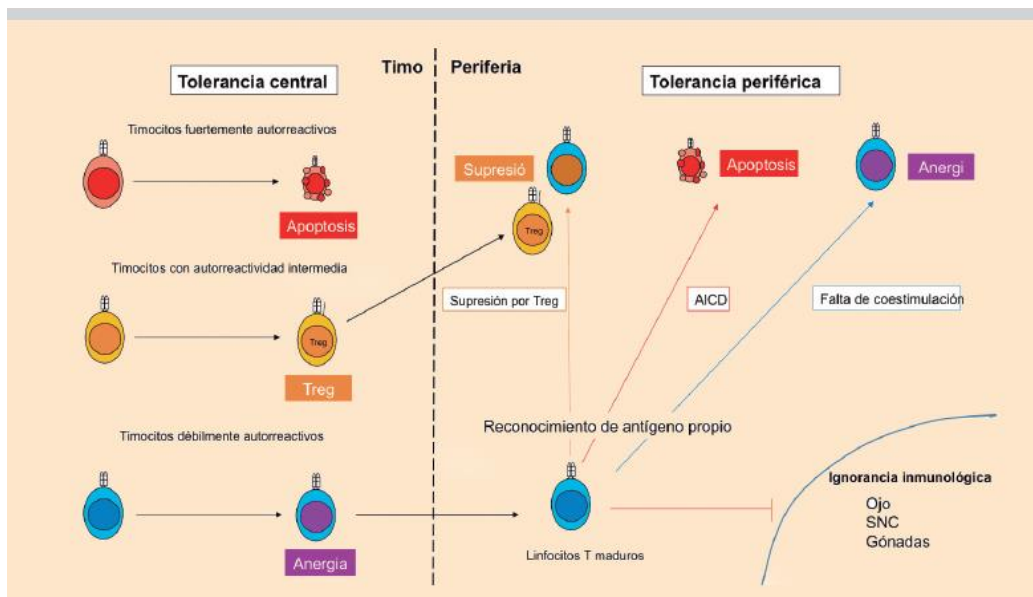 Timo
Periferia
Tolerancia central
Tolerancia periférica
Timocitos fuertemente autorreactivos
Apoptosis
Timocitos con autorreactividad intermedia
Treg
Treg
Timocitos débilmente autorreactivos
Anergia
Supresió
Treg
Apoptosis
Anergi
Supresión por Treg
AICD
Falta de coestimulación
Reconocimiento de antígeno propio
Linfocitos T maduros
Ignorancia inmunológica
Ojo
SNC
Gónadas